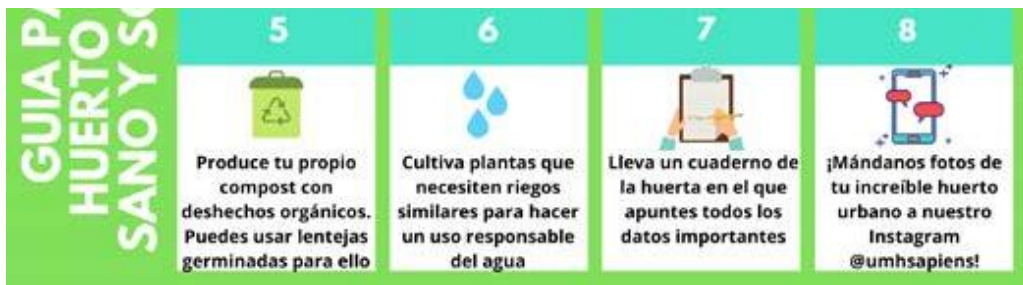 GUIA PA
HUERTO
SANO Y SO
5
Produce tu propio
compost con
deshechos orgánicos.
Puedes usar lentejas
germinadas para ello
6
Cultiva plantas que
necesiten riegos
similares para hacer
un uso responsable
del agua
7
Lleva un cuaderno de
la huerta en el que
apuntes todos los
datos importantes
8
¡Mándanos fotos de
tu increíble huerto
urbano a nuestro
Instagram
@umhsapiens!